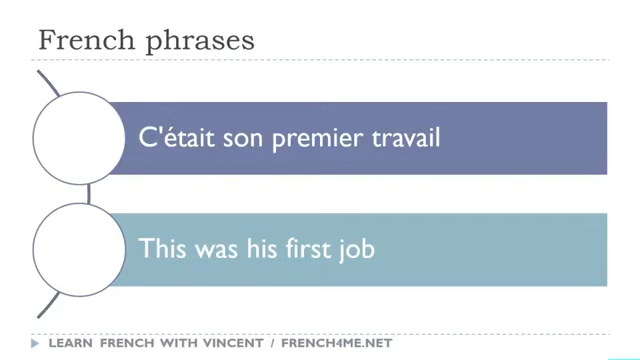 French phrases
C'était son premier travail
This was his first job
LEARN FRENCH WITH VINCENT / FRENCH4ME.NET